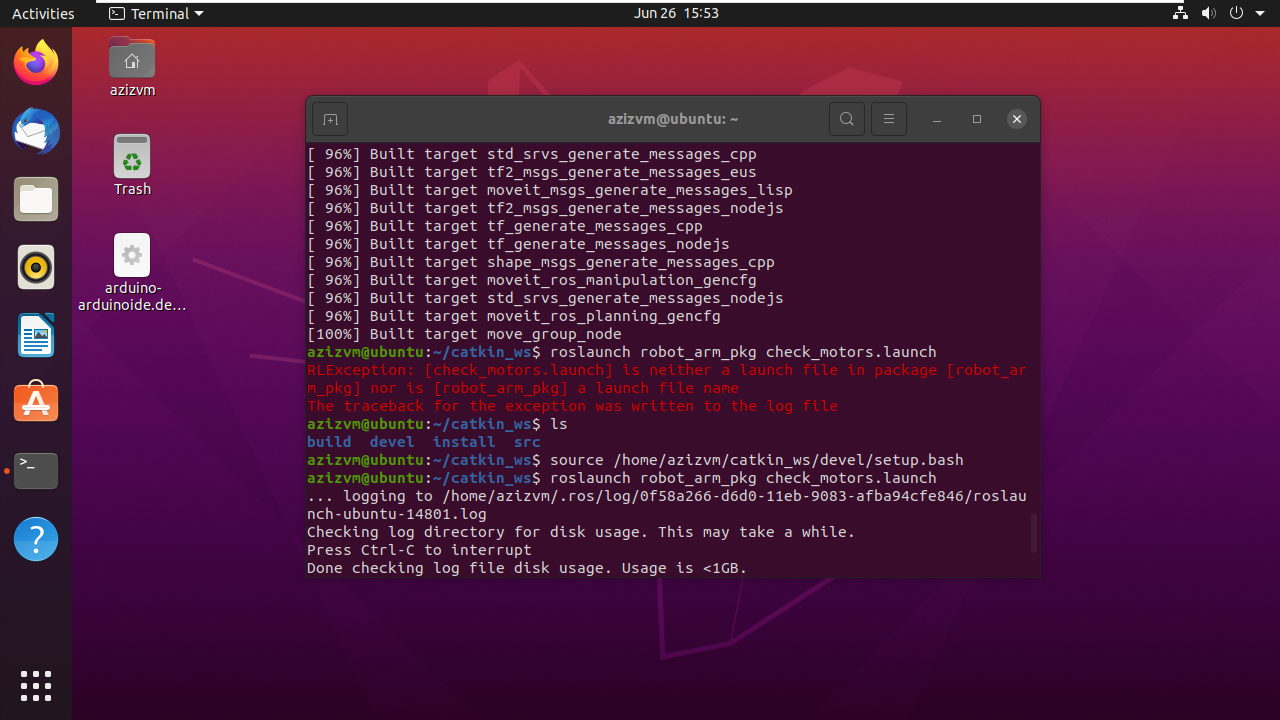 Activities
Terminal
Jun 26 15:53
azizvm
Trash
arduino-
arduinoide.de...
azizvm@ubuntu: ~
[ 96%] Built target std_srvs_generate_messages_cpp
[ 96%] Built target tf2_msgs_generate_messages_eus
[ 96%] Built target moveit_msgs_generate_messages_lisp
[ 96%] Built target tf2_msgs_generate_messages_nodejs
[ 96%] Built target tf_generate_messages_cpp
[ 96%] Built target tf_generate_messages_nodejs
[ 96%] Built target shape_msgs_generate_messages_cpp
[ 96%] Built target moveit_ros_manipulation_gencfg
[ 96%] Built target std_srvs_generate_messages_nodejs
[ 96%] Built target moveit_ros_planning_gencfg
[100%] Built target move_group_node
azizvm@ubuntu:~/catkin_ws$ roslaunch robot_arm_pkg check_motors.launch
RLException: [check_motors.launch] is neither a launch file in package [robot_ar
m_pkg] nor is [robot_arm_pkg] a launch file name
The traceback for the exception was written to the log file
azizvm@ubuntu:~/catkin_ws$ ls
build  devel  install  src
azizvm@ubuntu:~/catkin_ws$ source /home/azizvm/catkin_ws/devel/setup.bash
azizvm@ubuntu:~/catkin_ws$ roslaunch robot_arm_pkg check_motors.launch
... logging to /home/azizvm/.ros/log/0f58a266-d6d0-11eb-9083-afba94cfe846/roslau
nch-ubuntu-14801.log
Checking log directory for disk usage. This may take a while.
Press Ctrl-C to interrupt
Done checking log file disk usage. Usage is <1GB.